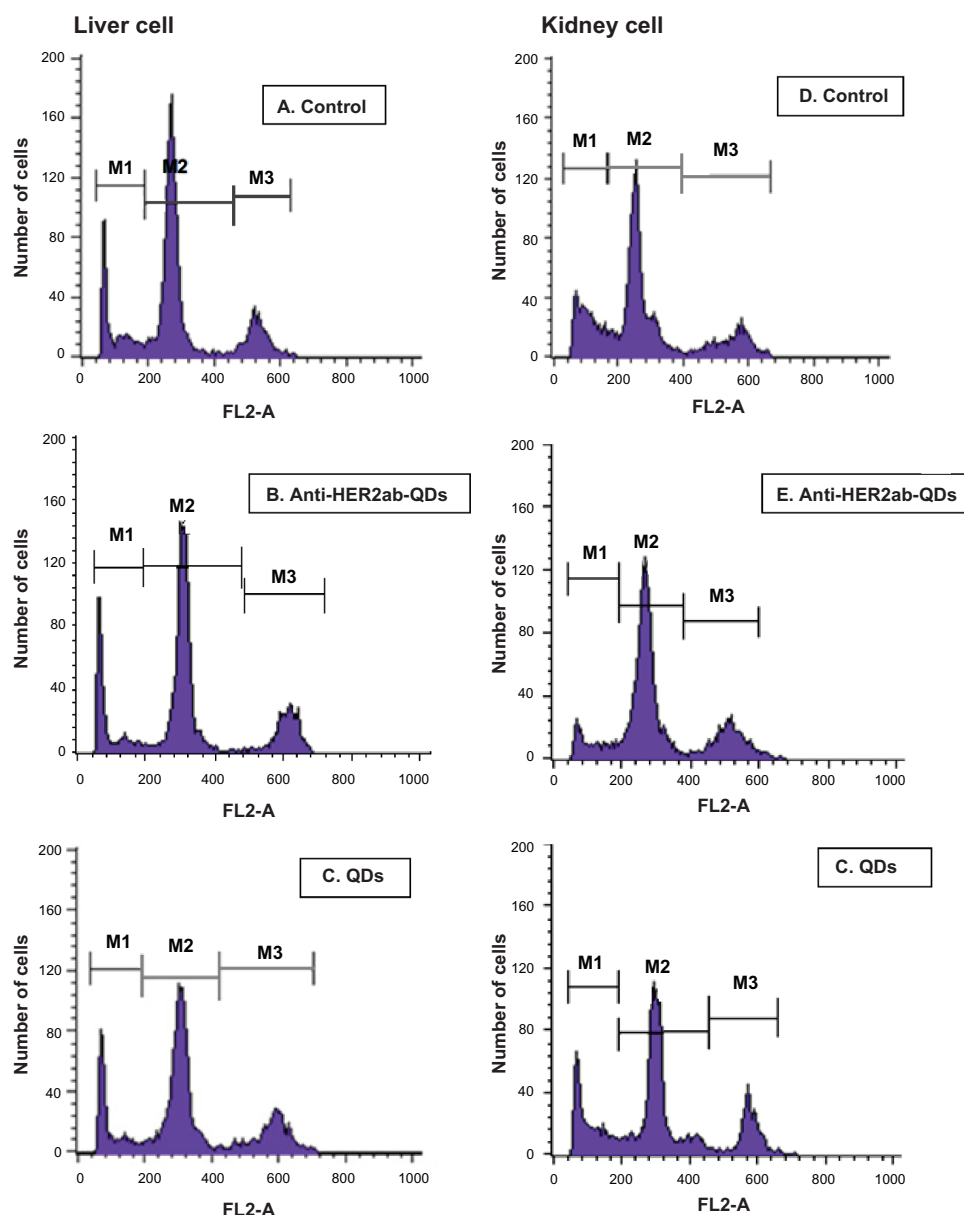 Liver cell
Kidney cell
A. Control
Number of cells
200
160
120
80
40
0
M1
M2
M3
0 200 400 600 800 1000
FL2-A
D. Control
Number of cells
200
160
120
80
40
0
M1
M2
M3
0 200 400 600 800 1000
FL2-A
B. Anti-HER2ab-QDs
Number of cells
200
160
120
80
40
0
M1
M2
M3
0 200 400 600 800 1000
FL2-A
E. Anti-HER2ab-QDs
Number of cells
200
160
120
80
40
0
M1
M2
M3
0 200 400 600 800 1000
FL2-A
C. QDs
Number of cells
200
160
120
80
40
0
M1
M2
M3
0 200 400 600 800 1000
FL2-A
C. QDs
Number of cells
200
160
120
80
40
0
M1
M2
M3
0 200 400 600 800 1000
FL2-A